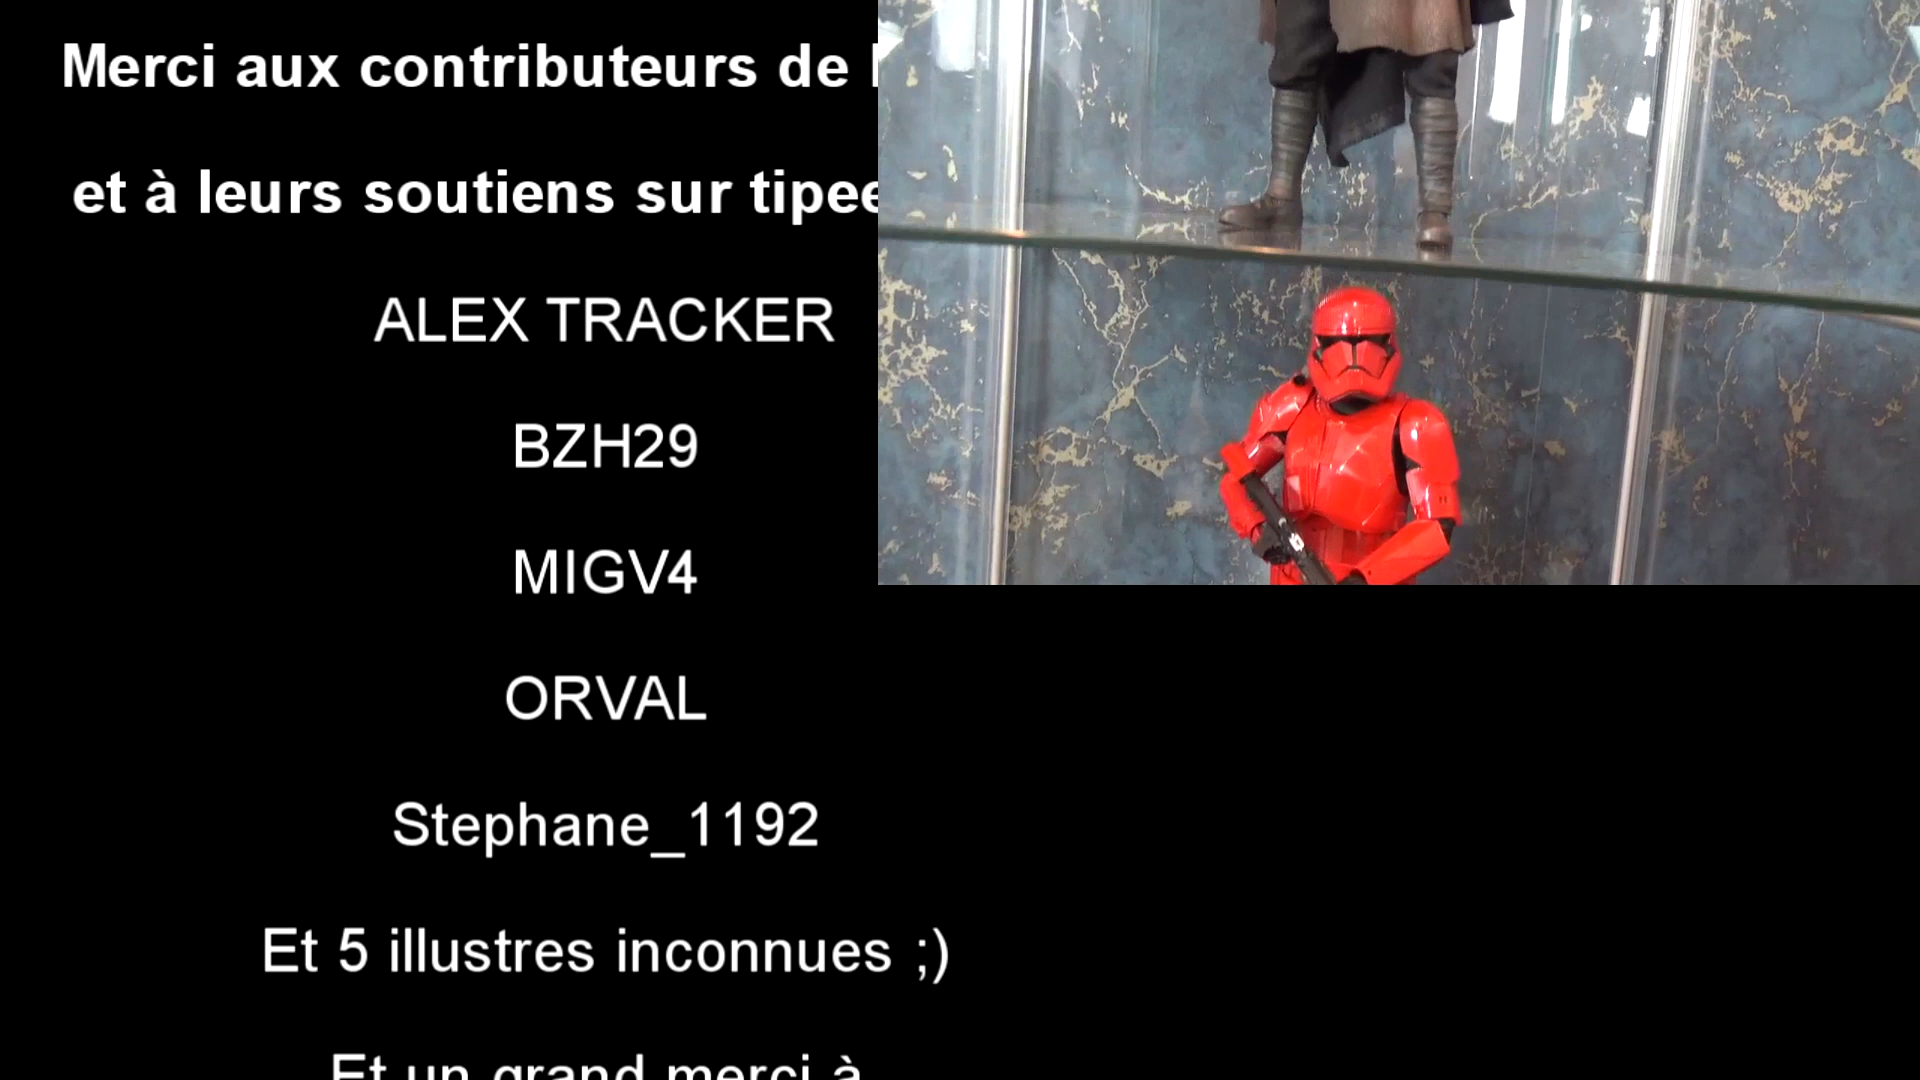 Merci aux contributeurs de
et à leurs soutiens sur
ALEX TRACKER
BZH29
MIGV4
ORVAL
Stephane_1192
Et 5 illustres inconnues ;)
Et un grand merci à